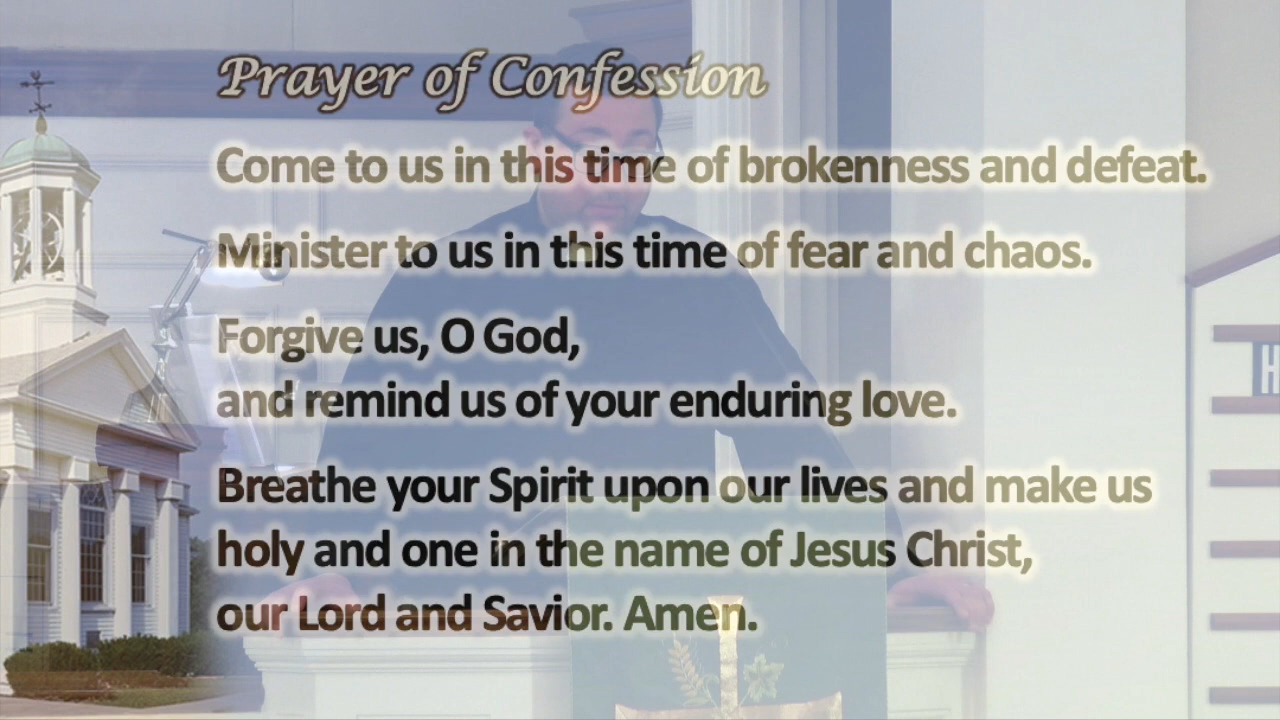 Prayer of Confession
Come to us in this time of brokenness and defeat.
Minister to us in this time of fear and chaos.
Forgive us, O God,
and remind us of your enduring love.
Breathe your Spirit upon our lives and make us
holy and one in the name of Jesus Christ,
our Lord and Savior. Amen.
H